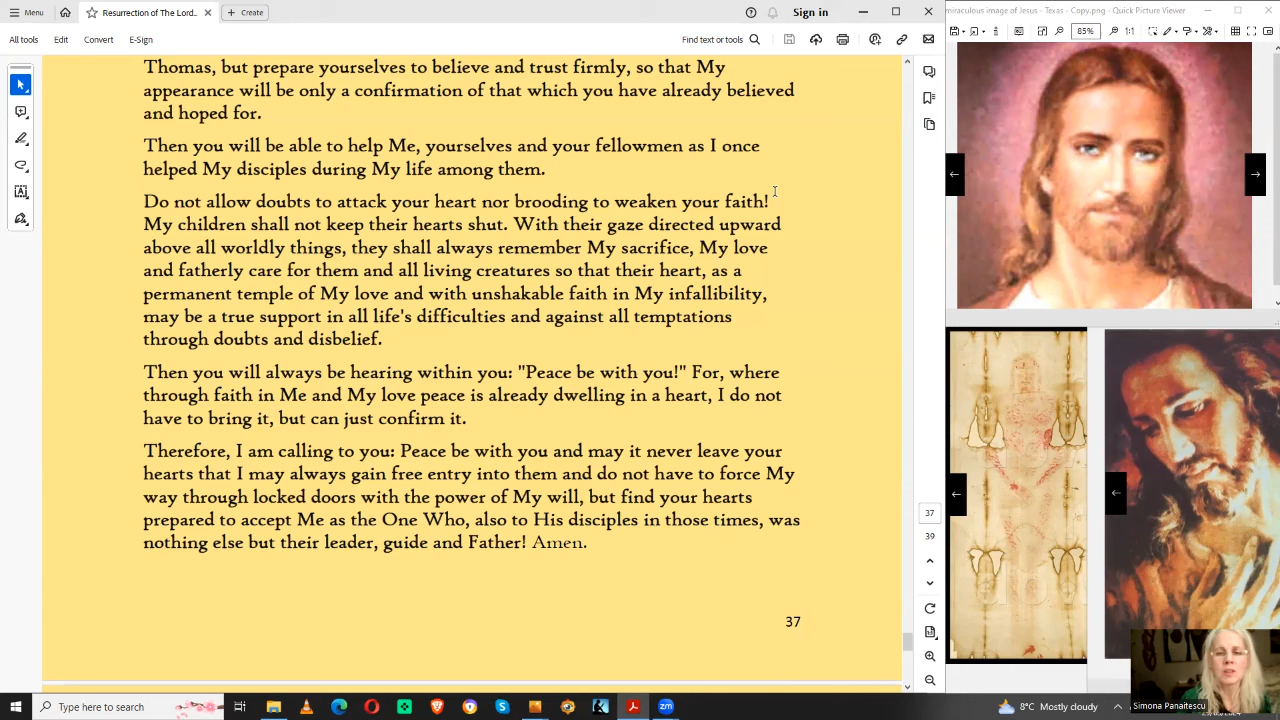 Menu
Resurrection of The Lord...
Create
Sign in
miraculous image of Jesus - Texas - Copy.png - Quick Picture Viewer
All tools
Edit
Convert
E-Sign
Find text or tools
85%
1:1
Thomas, but prepare yourselves to believe and trust firmly, so that My
appearance will be only a confirmation of that which you have already believed
and hoped for.
Then you will be able to help Me, yourselves and your fellowmen as I once
helped My disciples during My life among them.
Do not allow doubts to attack your heart nor brooding to weaken your faith!
My children shall not keep their hearts shut. With their gaze directed upward
above all worldly things, they shall always remember My sacrifice, My love
and fatherly care for them and all living creatures so that their heart, as a
permanent temple of My love and with unshakable faith in My infallibility,
may be a true support in all life's difficulties and against all temptations
through doubts and disbelief.
Then you will always be hearing within you: "Peace be with you!" For, where
through faith in Me and My love peace is already dwelling in a heart, I do not
have to bring it, but can just confirm it.
Therefore, I am calling to you: Peace be with you and may it never leave your
hearts that I may always gain free entry into them and do not have to force My
way through locked doors with the power of My will, but find your hearts
prepared to accept Me as the One Who, also to His disciples in those times, was
nothing else but their leader, guide and Father! Amen.
37
37
39
Simona Panaitescu
Type here to search
zm
8°C Mostly cloudy